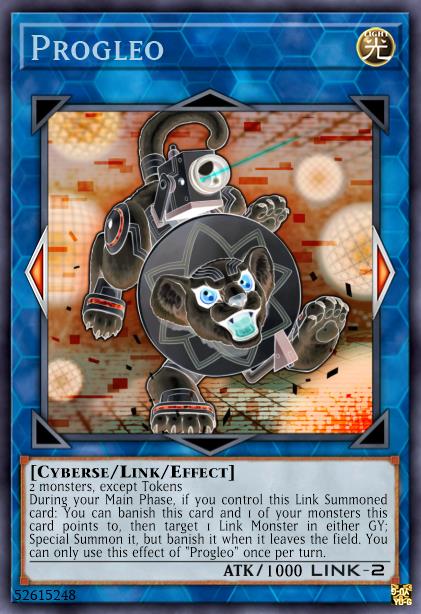 Progleo
LIGHT
光
[Cyberse/Link/Effect]
2 monsters, except Tokens
During your Main Phase, if you control this Link Summoned
card: You can banish this card and 1 of your monsters this
card points to, then target 1 Link Monster in either GY;
Special Summon it, but banish it when it leaves the field. You
can only use this effect of "Progleo" once per turn.
ATK/1000 LINK-2
52615248